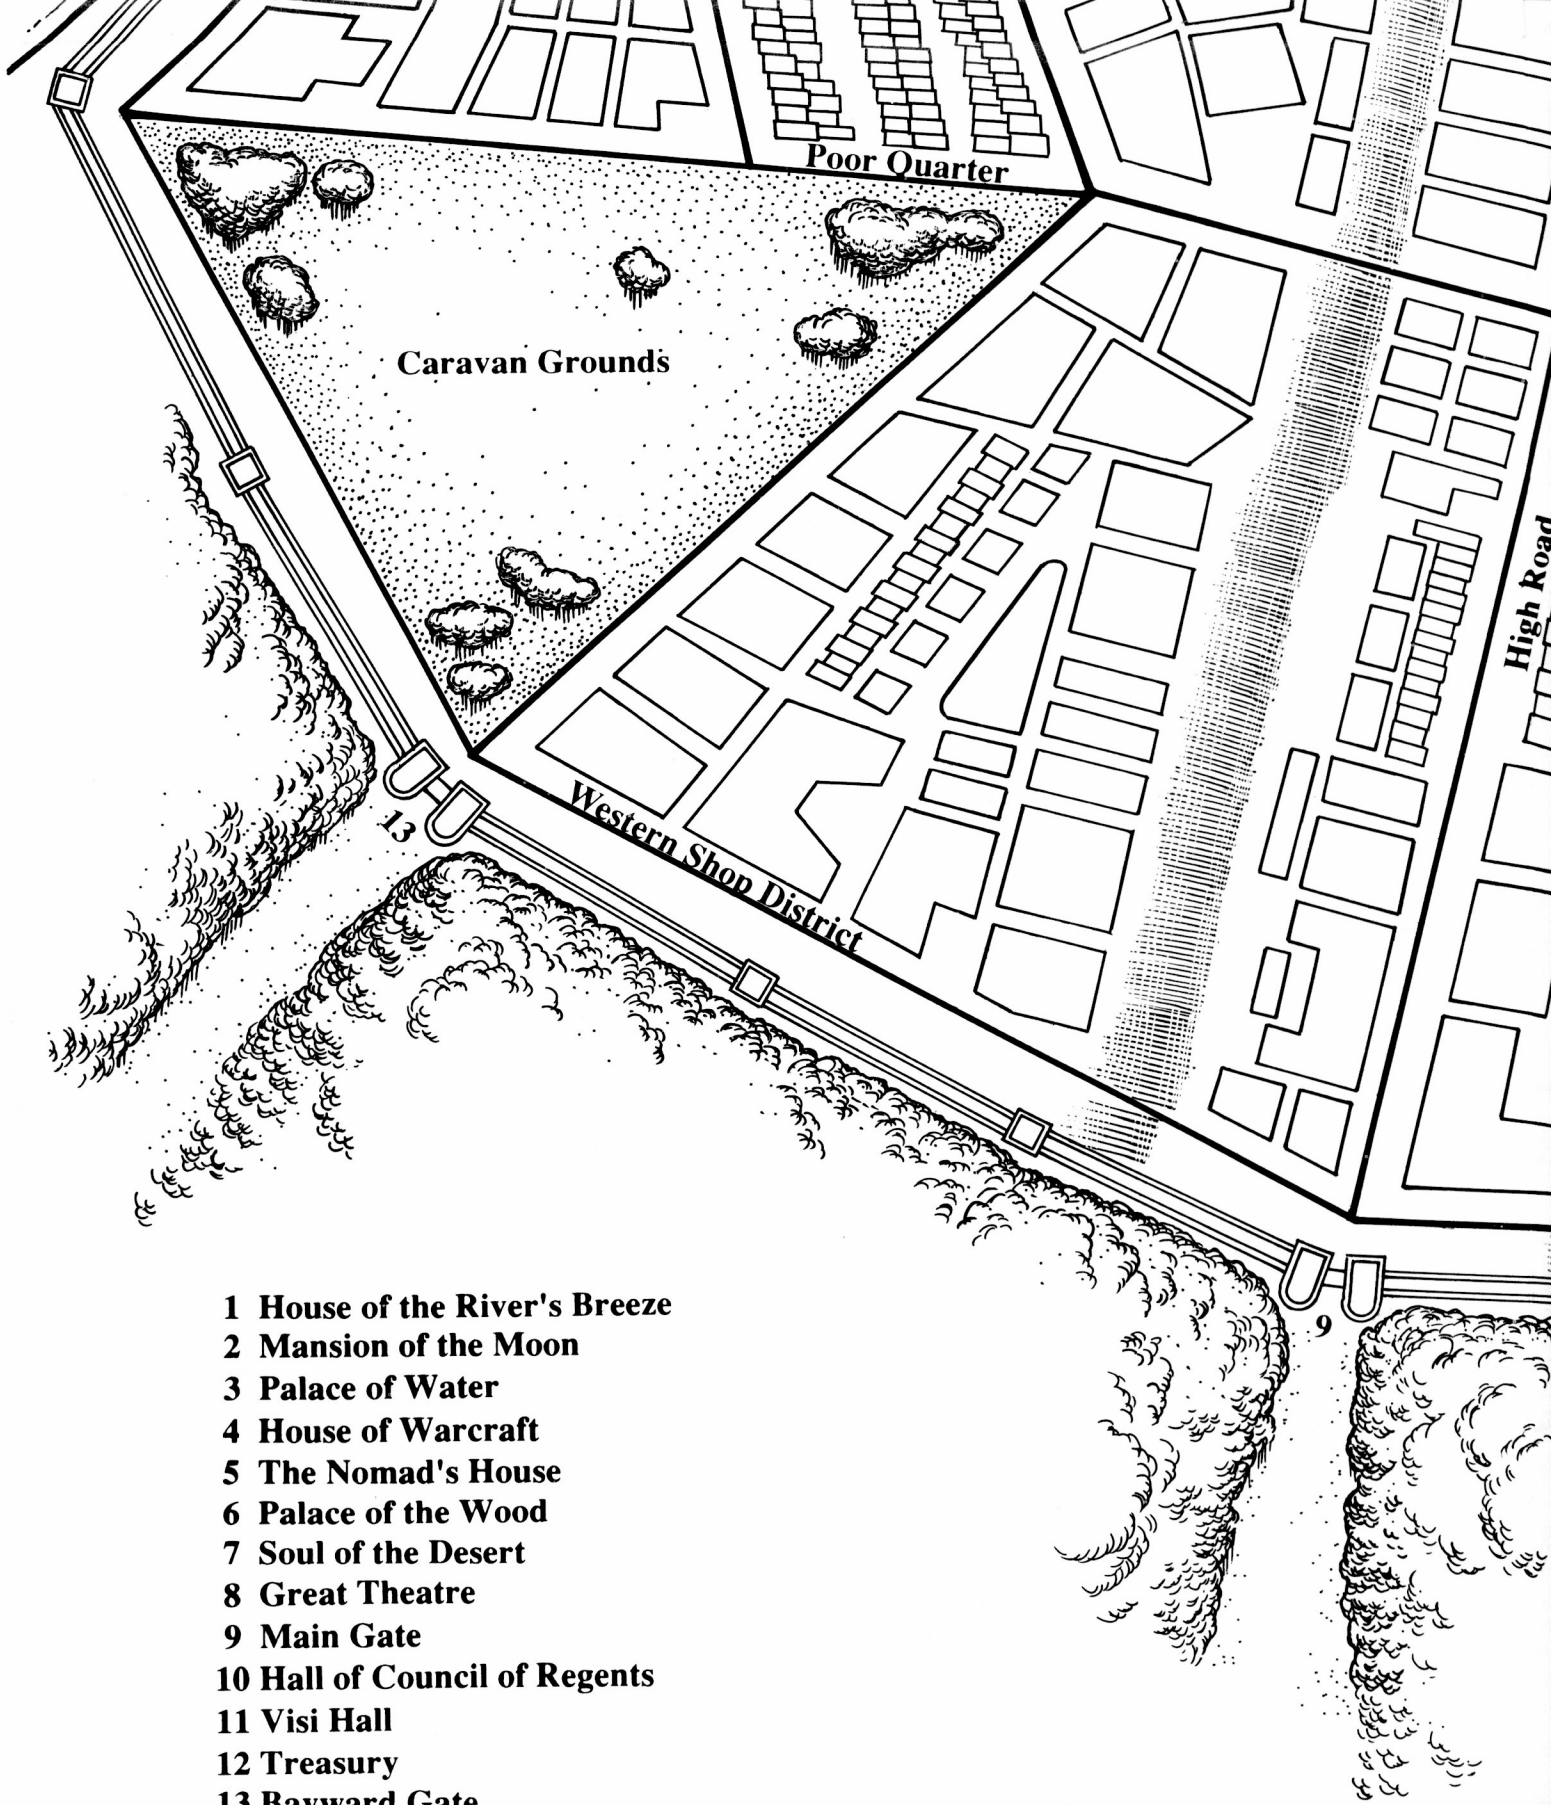 Poor Quarter
Caravan Grounds
High Road
Western Shop District
13
9
1 House of the River's Breeze
2 Mansion of the Moon
3 Palace of Water
4 House of Warcraft
5 The Nomad's House
6 Palace of the Wood
7 Soul of the Desert
8 Great Theatre
9 Main Gate
10 Hall of Council of Regents
11 Visi Hall
12 Treasury
13 Bayward Gate